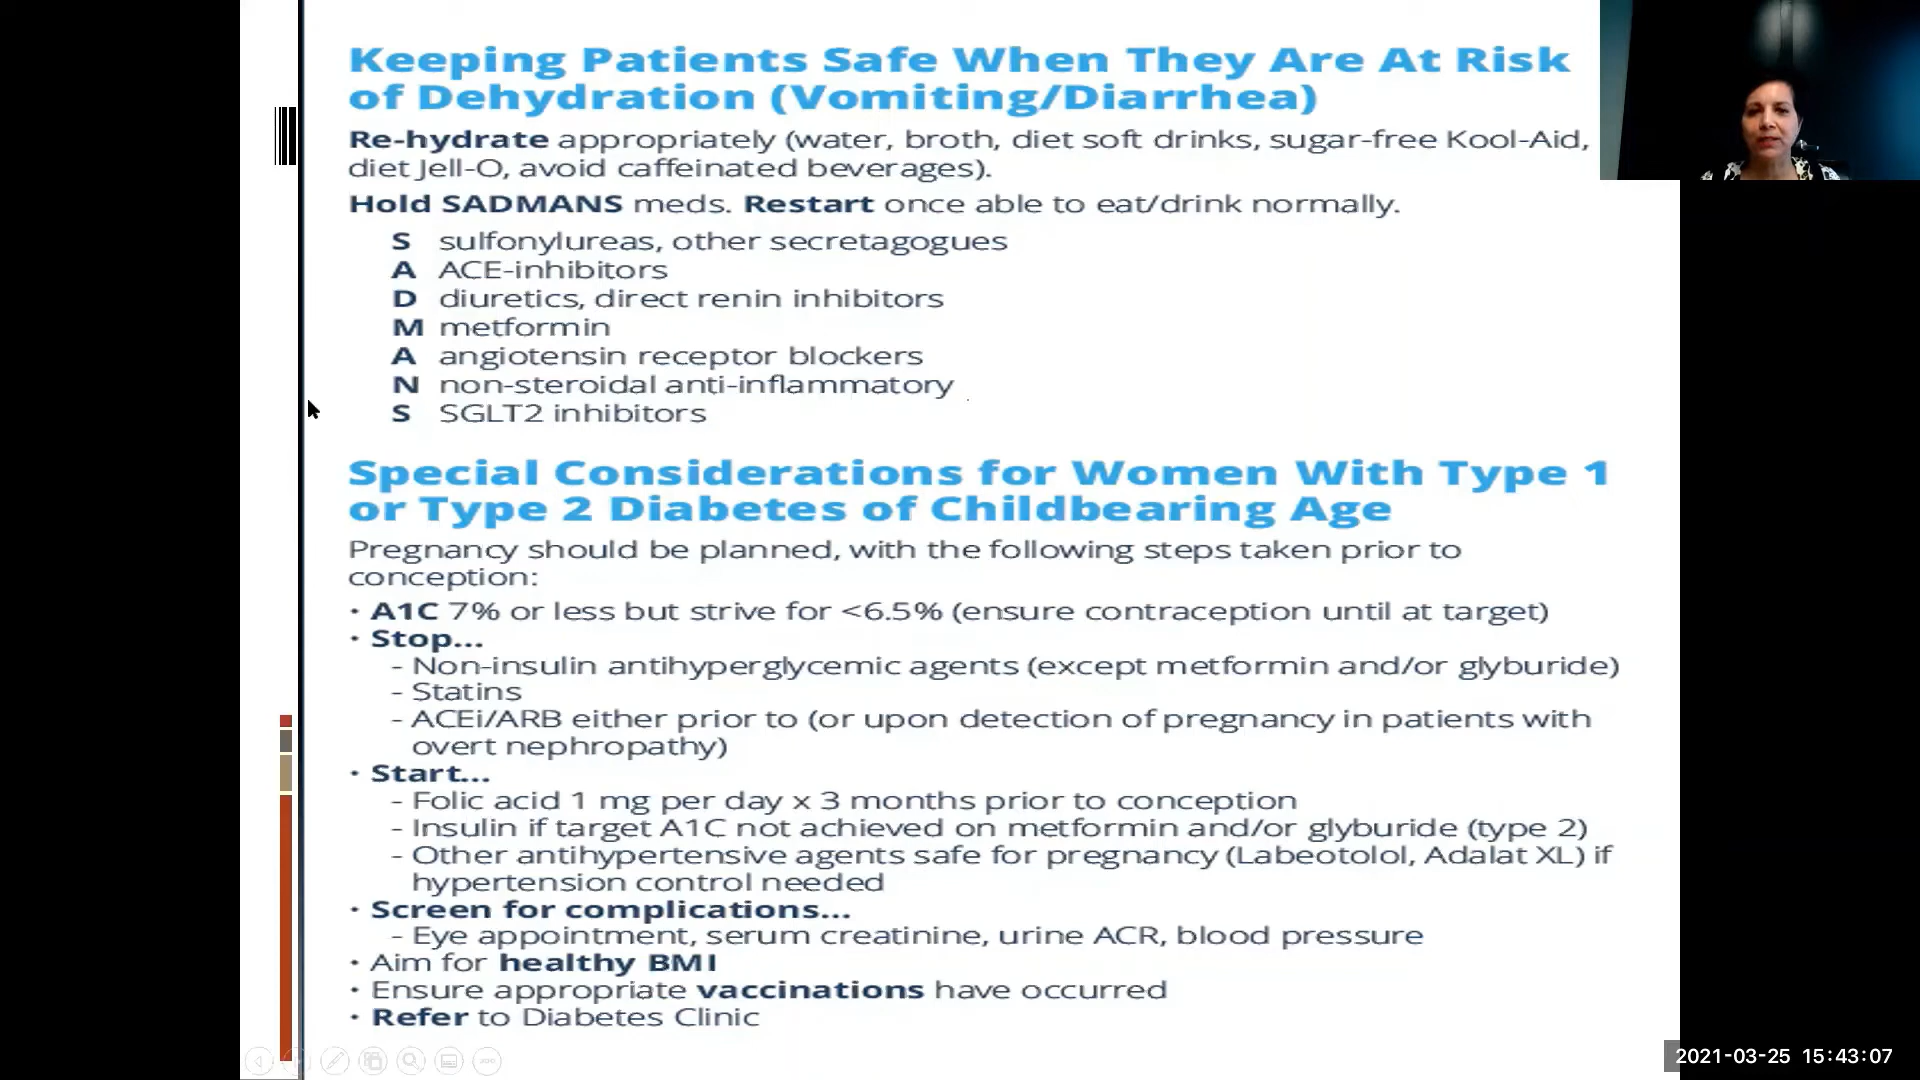 Keeping Patients Safe When They Are At Risk
of Dehydration (Vomiting/Diarrhea)
Re-hydrate appropriately (water, broth, diet soft drinks, sugar-free Kool-Aid,
diet Jell-O, avoid caffeinated beverages).
Hold SADMANS meds. Restart once able to eat/drink normally.
S sulfonylureas, other secretagogues
A ACE-inhibitors
D diuretics, direct renin inhibitors
M metformin
A angiotensin receptor blockers
N non-steroidal anti-inflammatory
S SGLT2 inhibitors
Special Considerations for Women With Type 1
or Type 2 Diabetes of Childbearing Age
Pregnancy should be planned, with the following steps taken prior to
conception:
• A1C 7% or less but strive for <6.5% (ensure contraception until at target)
• Stop...
- Non-insulin antihyperglycemic agents (except metformin and/or glyburide)
- Statins
- ACEi/ARB either prior to (or upon detection of pregnancy in patients with
overt nephropathy)
• Start...
- Folic acid 1 mg per day x 3 months prior to conception
- Insulin if target A1C not achieved on metformin and/or glyburide (type 2)
- Other antihypertensive agents safe for pregnancy (Labeotolol, Adalat XL) if
hypertension control needed
• Screen for complications...
- Eye appointment, serum creatinine, urine ACR, blood pressure
• Aim for healthy BMI
• Ensure appropriate vaccinations have occurred
• Refer to Diabetes Clinic
2021-03-25 15:43:07